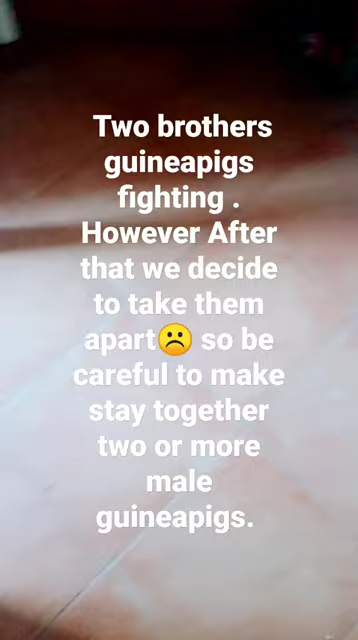 Two brothers
guineapigs
fighting .
However After
that we decide
to take them
apart☹️ so be
careful to make
stay together
two or more
male
guineapigs.